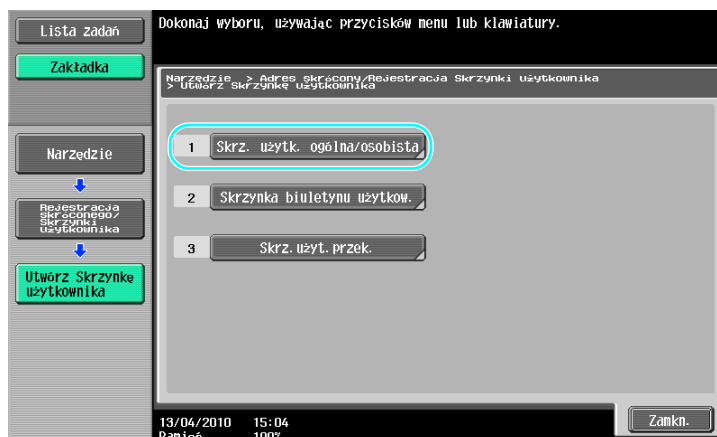 Lista zadań
Zakładka
Dokonaj wyboru, używając przycisków menu lub klawiatury.
Narzędzie > Adres skrócony/Rejestracja Skrzynki użytkownika
> Utwórz Skrzynkę użytkownika
Narzędzie
Rejestracja
skróconego/
Skrzynki
użytkownika
Utwórz Skrzynkę
użytkownika
1 Skrz. użytk. ogólna/osobista
2 Skrzynka biuletynu użytkow.
3 Skrz. użyt. przek.
13/04/2010 15:04
Pamięć 100%
Zamkn.